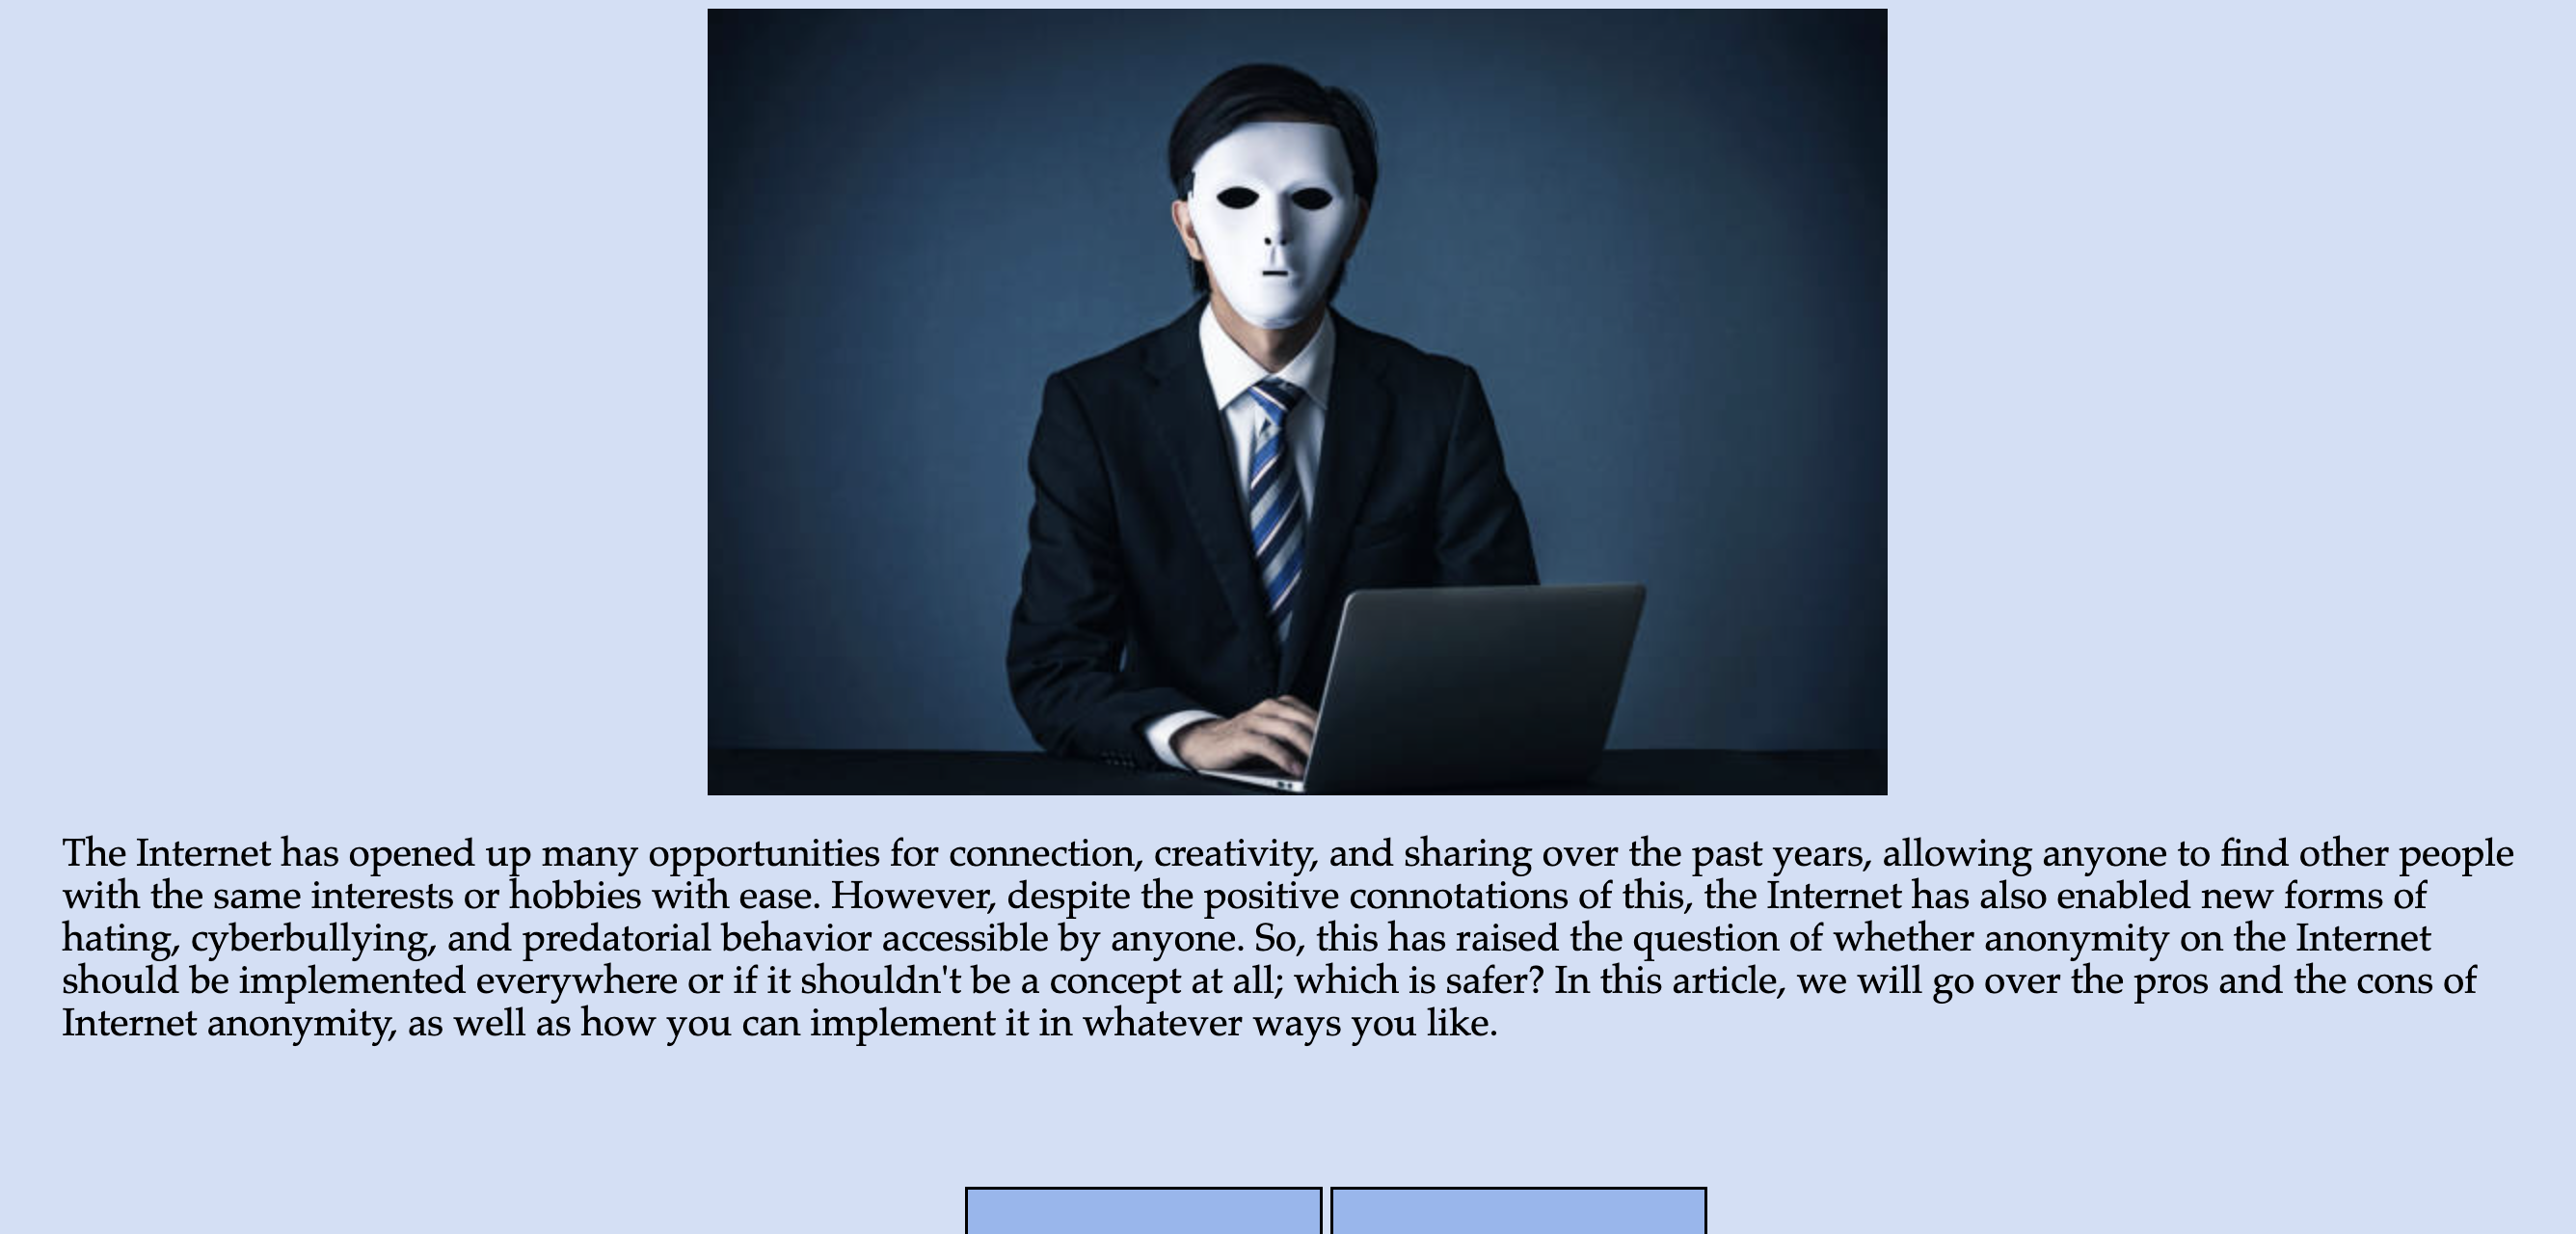 The Internet has opened up many opportunities for connection, creativity, and sharing over the past years, allowing anyone to find other people
with the same interests or hobbies with ease. However, despite the positive connotations of this, the Internet has also enabled new forms of
hating, cyberbullying, and predatorial behavior accessible by anyone. So, this has raised the question of whether anonymity on the Internet
should be implemented everywhere or if it shouldn't be a concept at all; which is safer? In this article, we will go over the pros and the cons of
Internet anonymity, as well as how you can implement it in whatever ways you like.